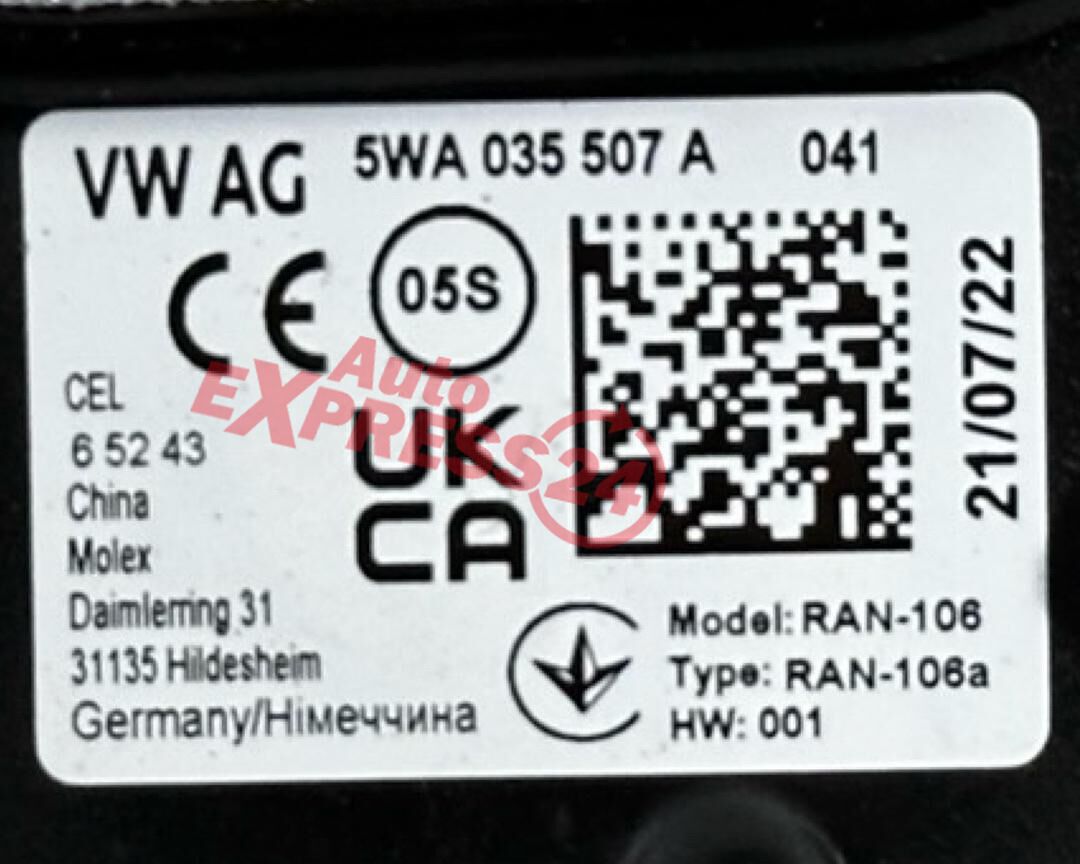 VW AG 5WA 035 507 A 041
CE
05S
21/07/22
CEL
6 52 43
UK
CA
China
Molex
Daimlerring 31
31135 Hildesheim
Germany/Німеччина
Model: RAN-106
Type: RAN-106a
HW: 001
Auto
EXPRESS24